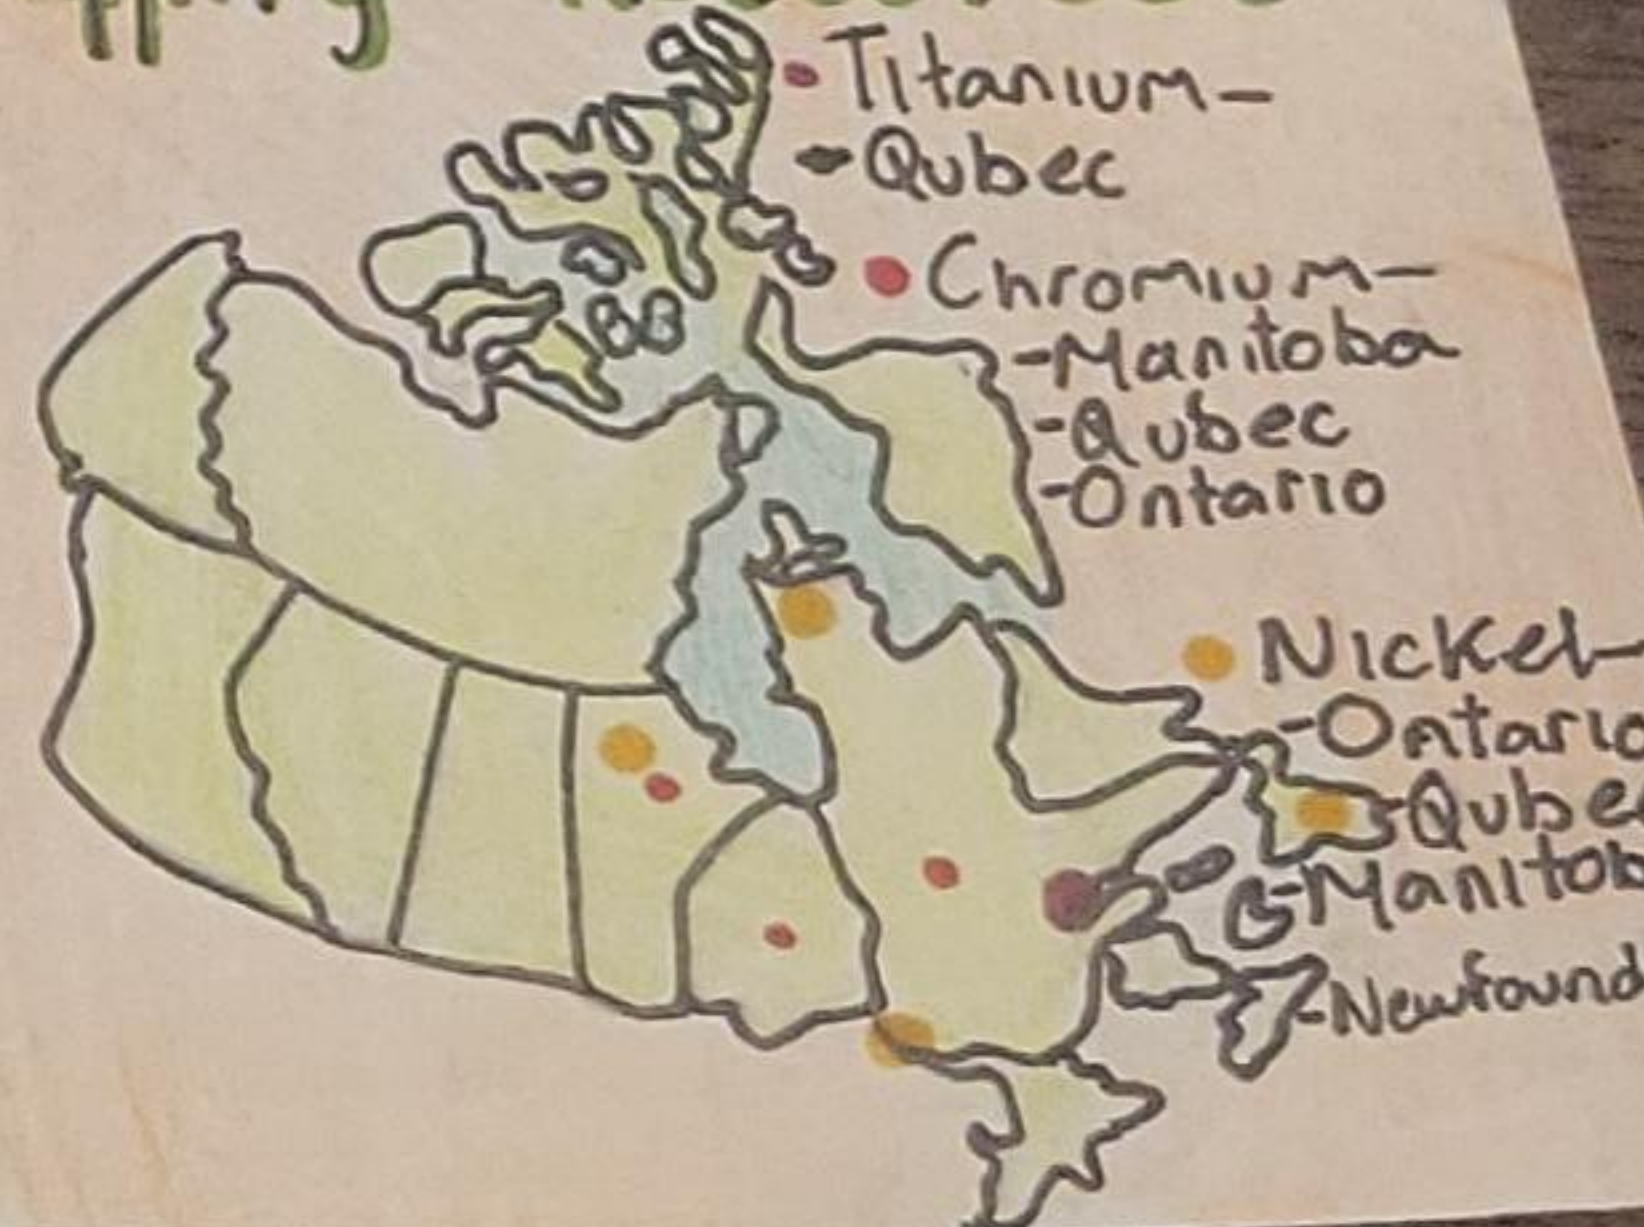 • Titanium-
- Qubec
• Chromium-
-Manitoba
-Qubec
-Ontario
• Nickel-
-Ontario